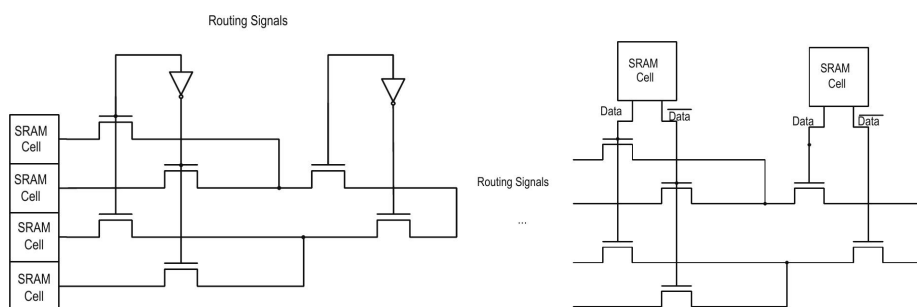 Routing Signals
SRAM
Cell
SRAM
Cell
SRAM
Cell
SRAM
Cell
Routing Signals
...
SRAM
Cell
Data
Data
SRAM
Cell
Data
Data